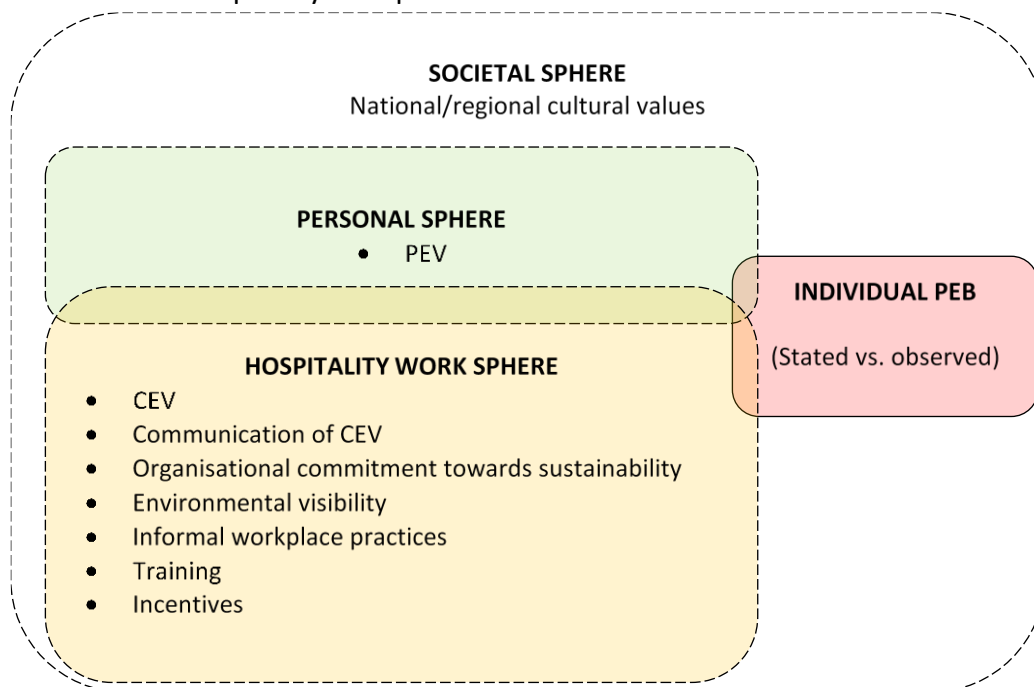 SOCIETAL SPHERE
National/regional cultural values
PERSONAL SPHERE
• PEV
INDIVIDUAL PEB
(Stated vs. observed)
HOSPITALITY WORK SPHERE
• CEV
• Communication of CEV
• Organisational commitment towards sustainability
• Environmental visibility
• Informal workplace practices
• Training
• Incentives